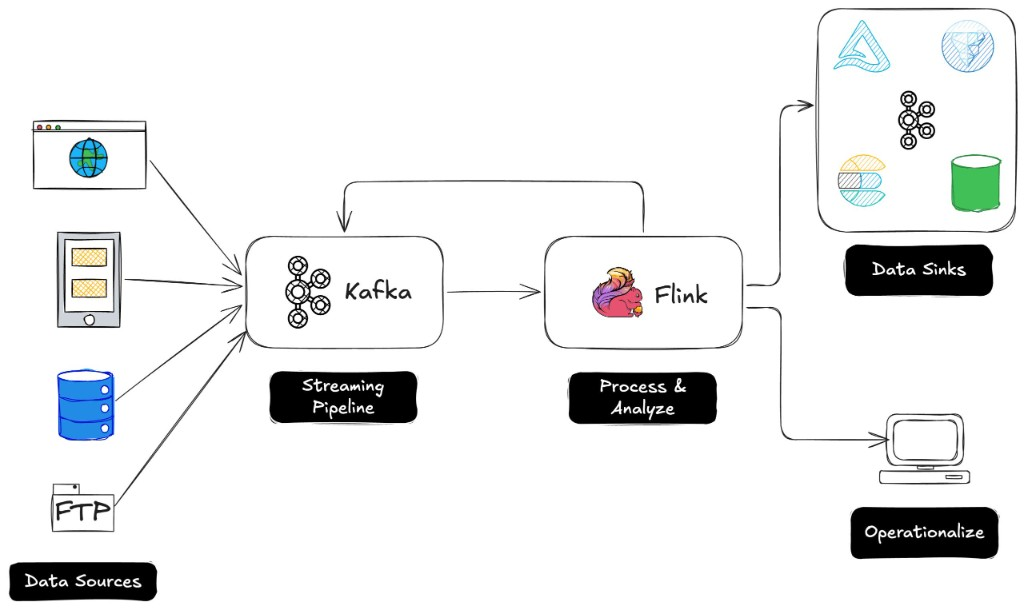 Kafka
Flink
Data Sinks
Streaming
Pipeline
Process &
Analyze
FTP
Operationalize
Data Sources